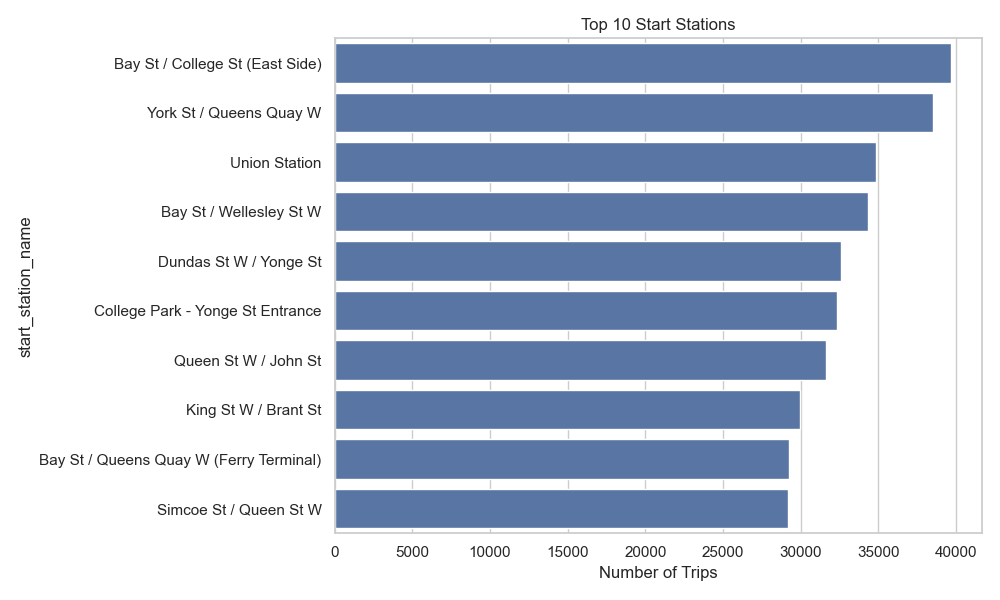 Top 10 Start Stations
start_station_name
Bay St / College St (East Side)
York St / Queens Quay W
Union Station
Bay St / Wellesley St W
Dundas St W / Yonge St
College Park - Yonge St Entrance
Queen St W / John St
King St W / Brant St
Bay St / Queens Quay W (Ferry Terminal)
Simcoe St / Queen St W
0 5000 10000 15000 20000 25000 30000 35000 40000
Number of Trips